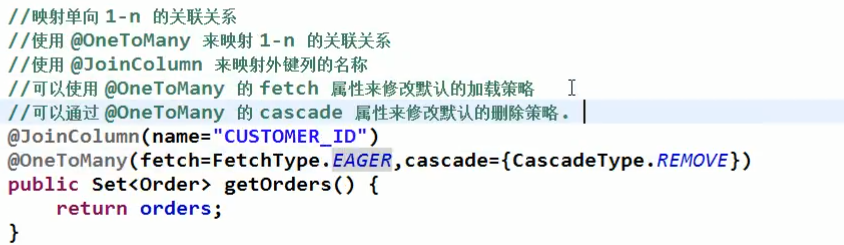 //映射单向 1-n 的关联关系
//使用 @OneToMany 来映射 1-n 的关联关系
//使用 @JoinColumn 来映射外键列的名称
//可以使用 @OneToMany 的 fetch 属性来修改默认的加载策略
//可以通过 @OneToMany 的 cascade 属性来修改默认的删除策略.
@JoinColumn(name="CUSTOMER_ID")
@OneToMany(fetch=FetchType.EAGER,cascade={CascadeType.REMOVE})
public Set<Order> getOrders() {
    return orders;
}